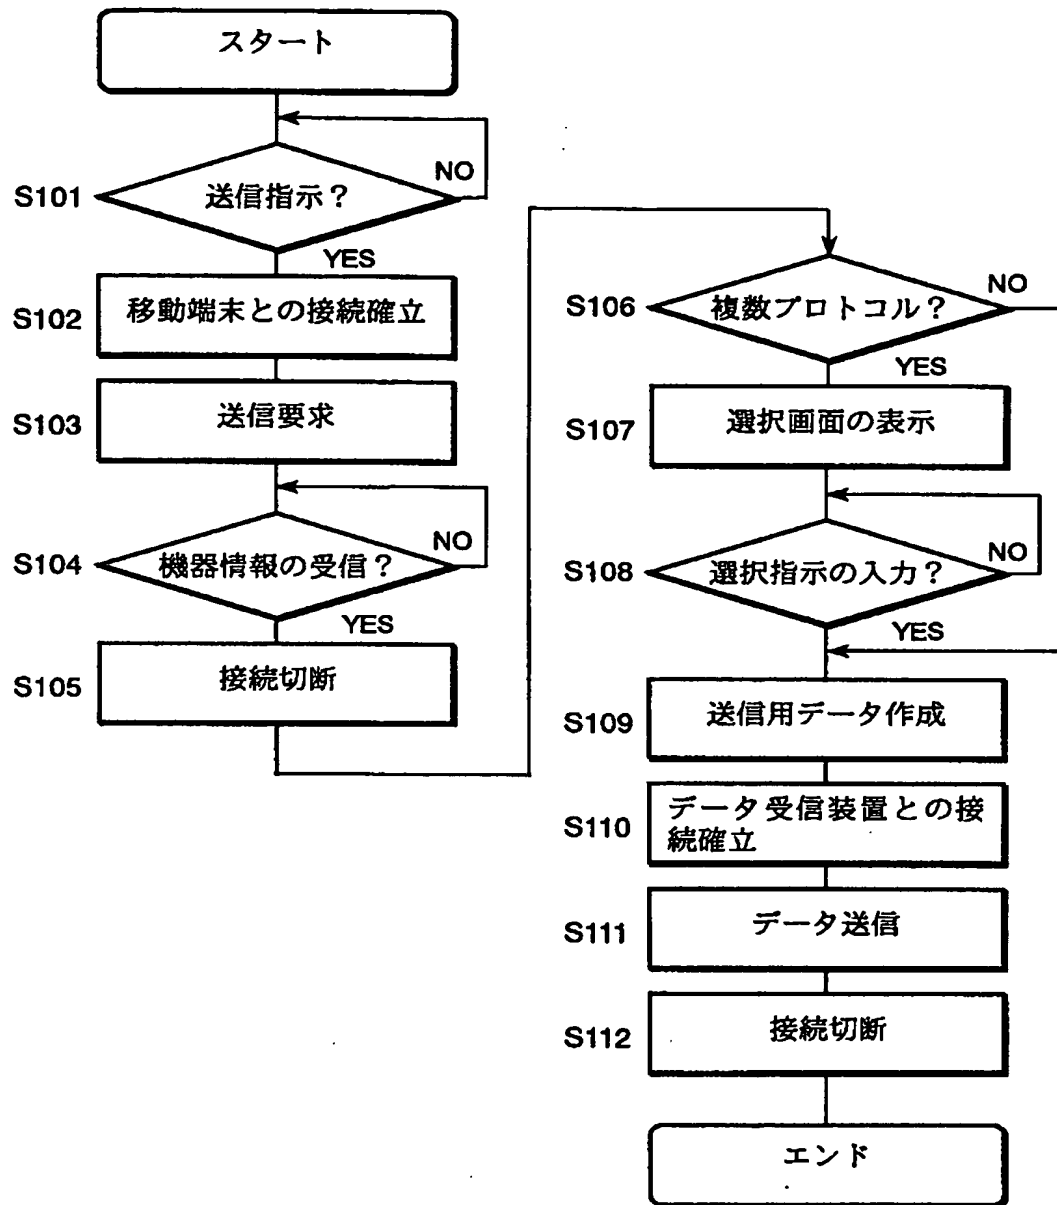 スタート
NO
S101
送信指示？
YES
S102
移動端末との接続確立
S103
送信要求
NO
S104
機器情報の受信？
YES
S105
接続切断
NO
S106
複数プロトコル？
YES
S107
選択画面の表示
NO
S108
選択指示の入力？
YES
S109
送信用データ作成
S110
データ受信装置との接
続確立
S111
データ送信
S112
接続切断
エンド